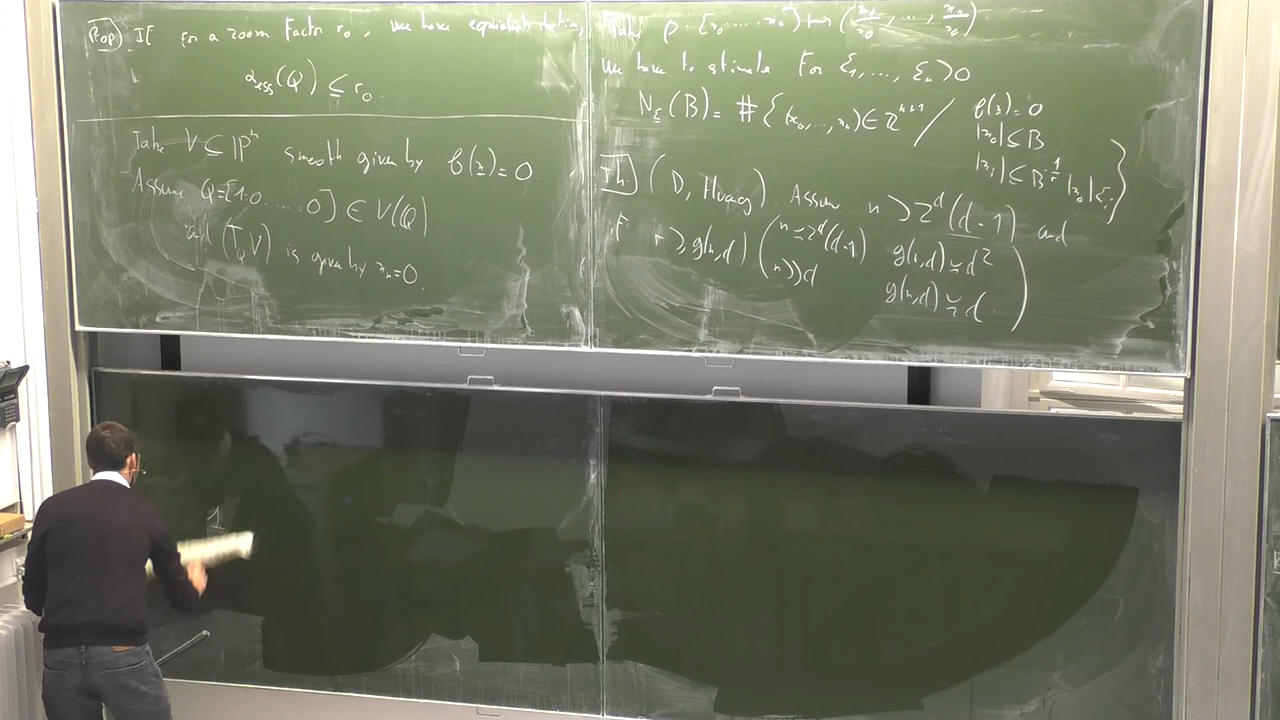 Prop) If for a zoom factor r₀, we have equidistribution,
α_ess(Q) ≤ r₀.
Take V ⊆ ℙⁿ smooth given by f(x)=0
Assume Q=[1:0.....0] ∈ V(ℚ)
and (T_Q V) is given by x_n=0.
Take ρ: [x₀.....x_n] ↦ (x₁/x₀, ..., x_n/x₀)
We have to estimate For ε₁,...,ε_n >0
N_ε(B)= #{(x₀,...,x_n)∈ℤⁿ⁺¹ / f(x)=0
|x₀|≤B
|x_i| ≤ B^{-1/r} |x₀| ε_i}
Th. (D, Huang). Assume n > 2^d(d-1) and
if r > g(n,d) (n ≍ 2^d(d-1) g(n,d) ≍ d²
n >> d g(n,d) ≍ d)